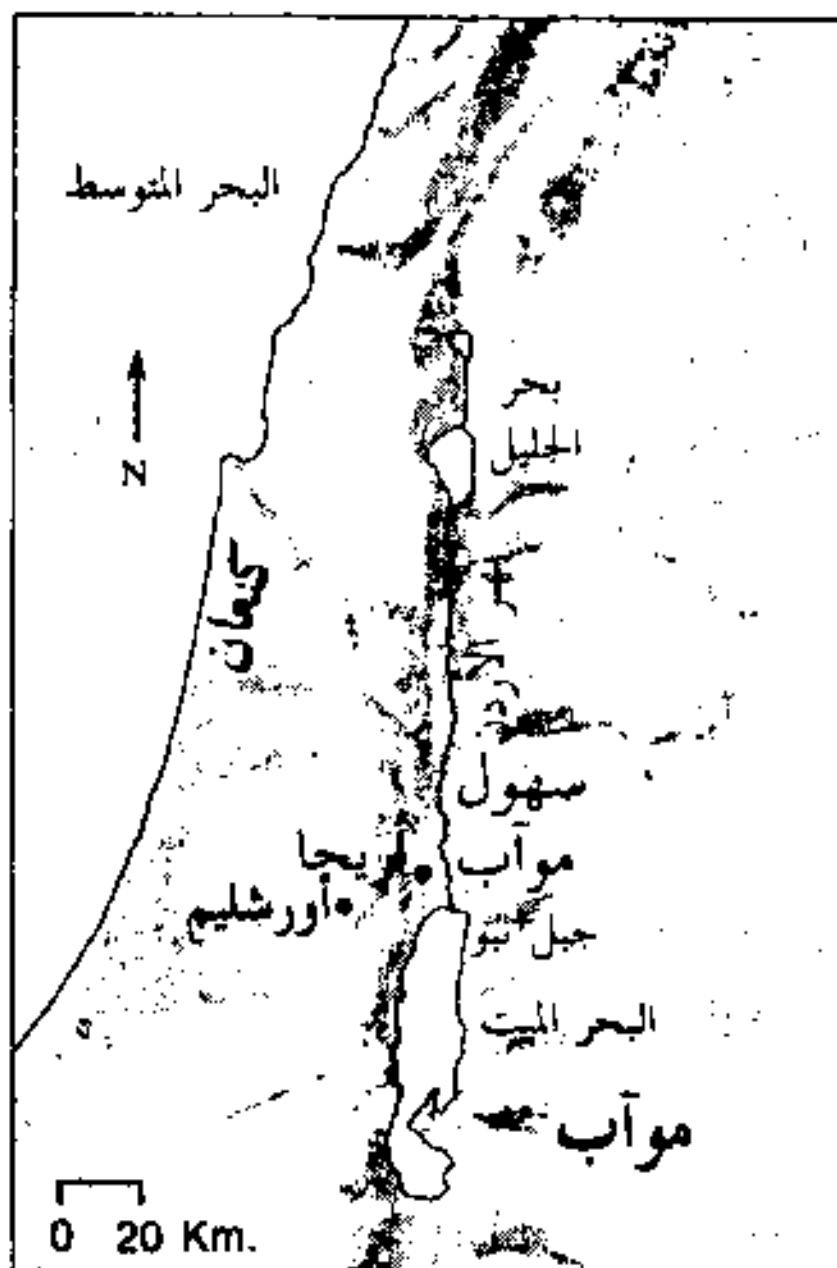 البحر المتوسط
بحر
الجليل
N
كنعان
سهول
موآب
أريحا
أورشليم
جبل نبو
البحر الميت
موآب
0 20 Km.